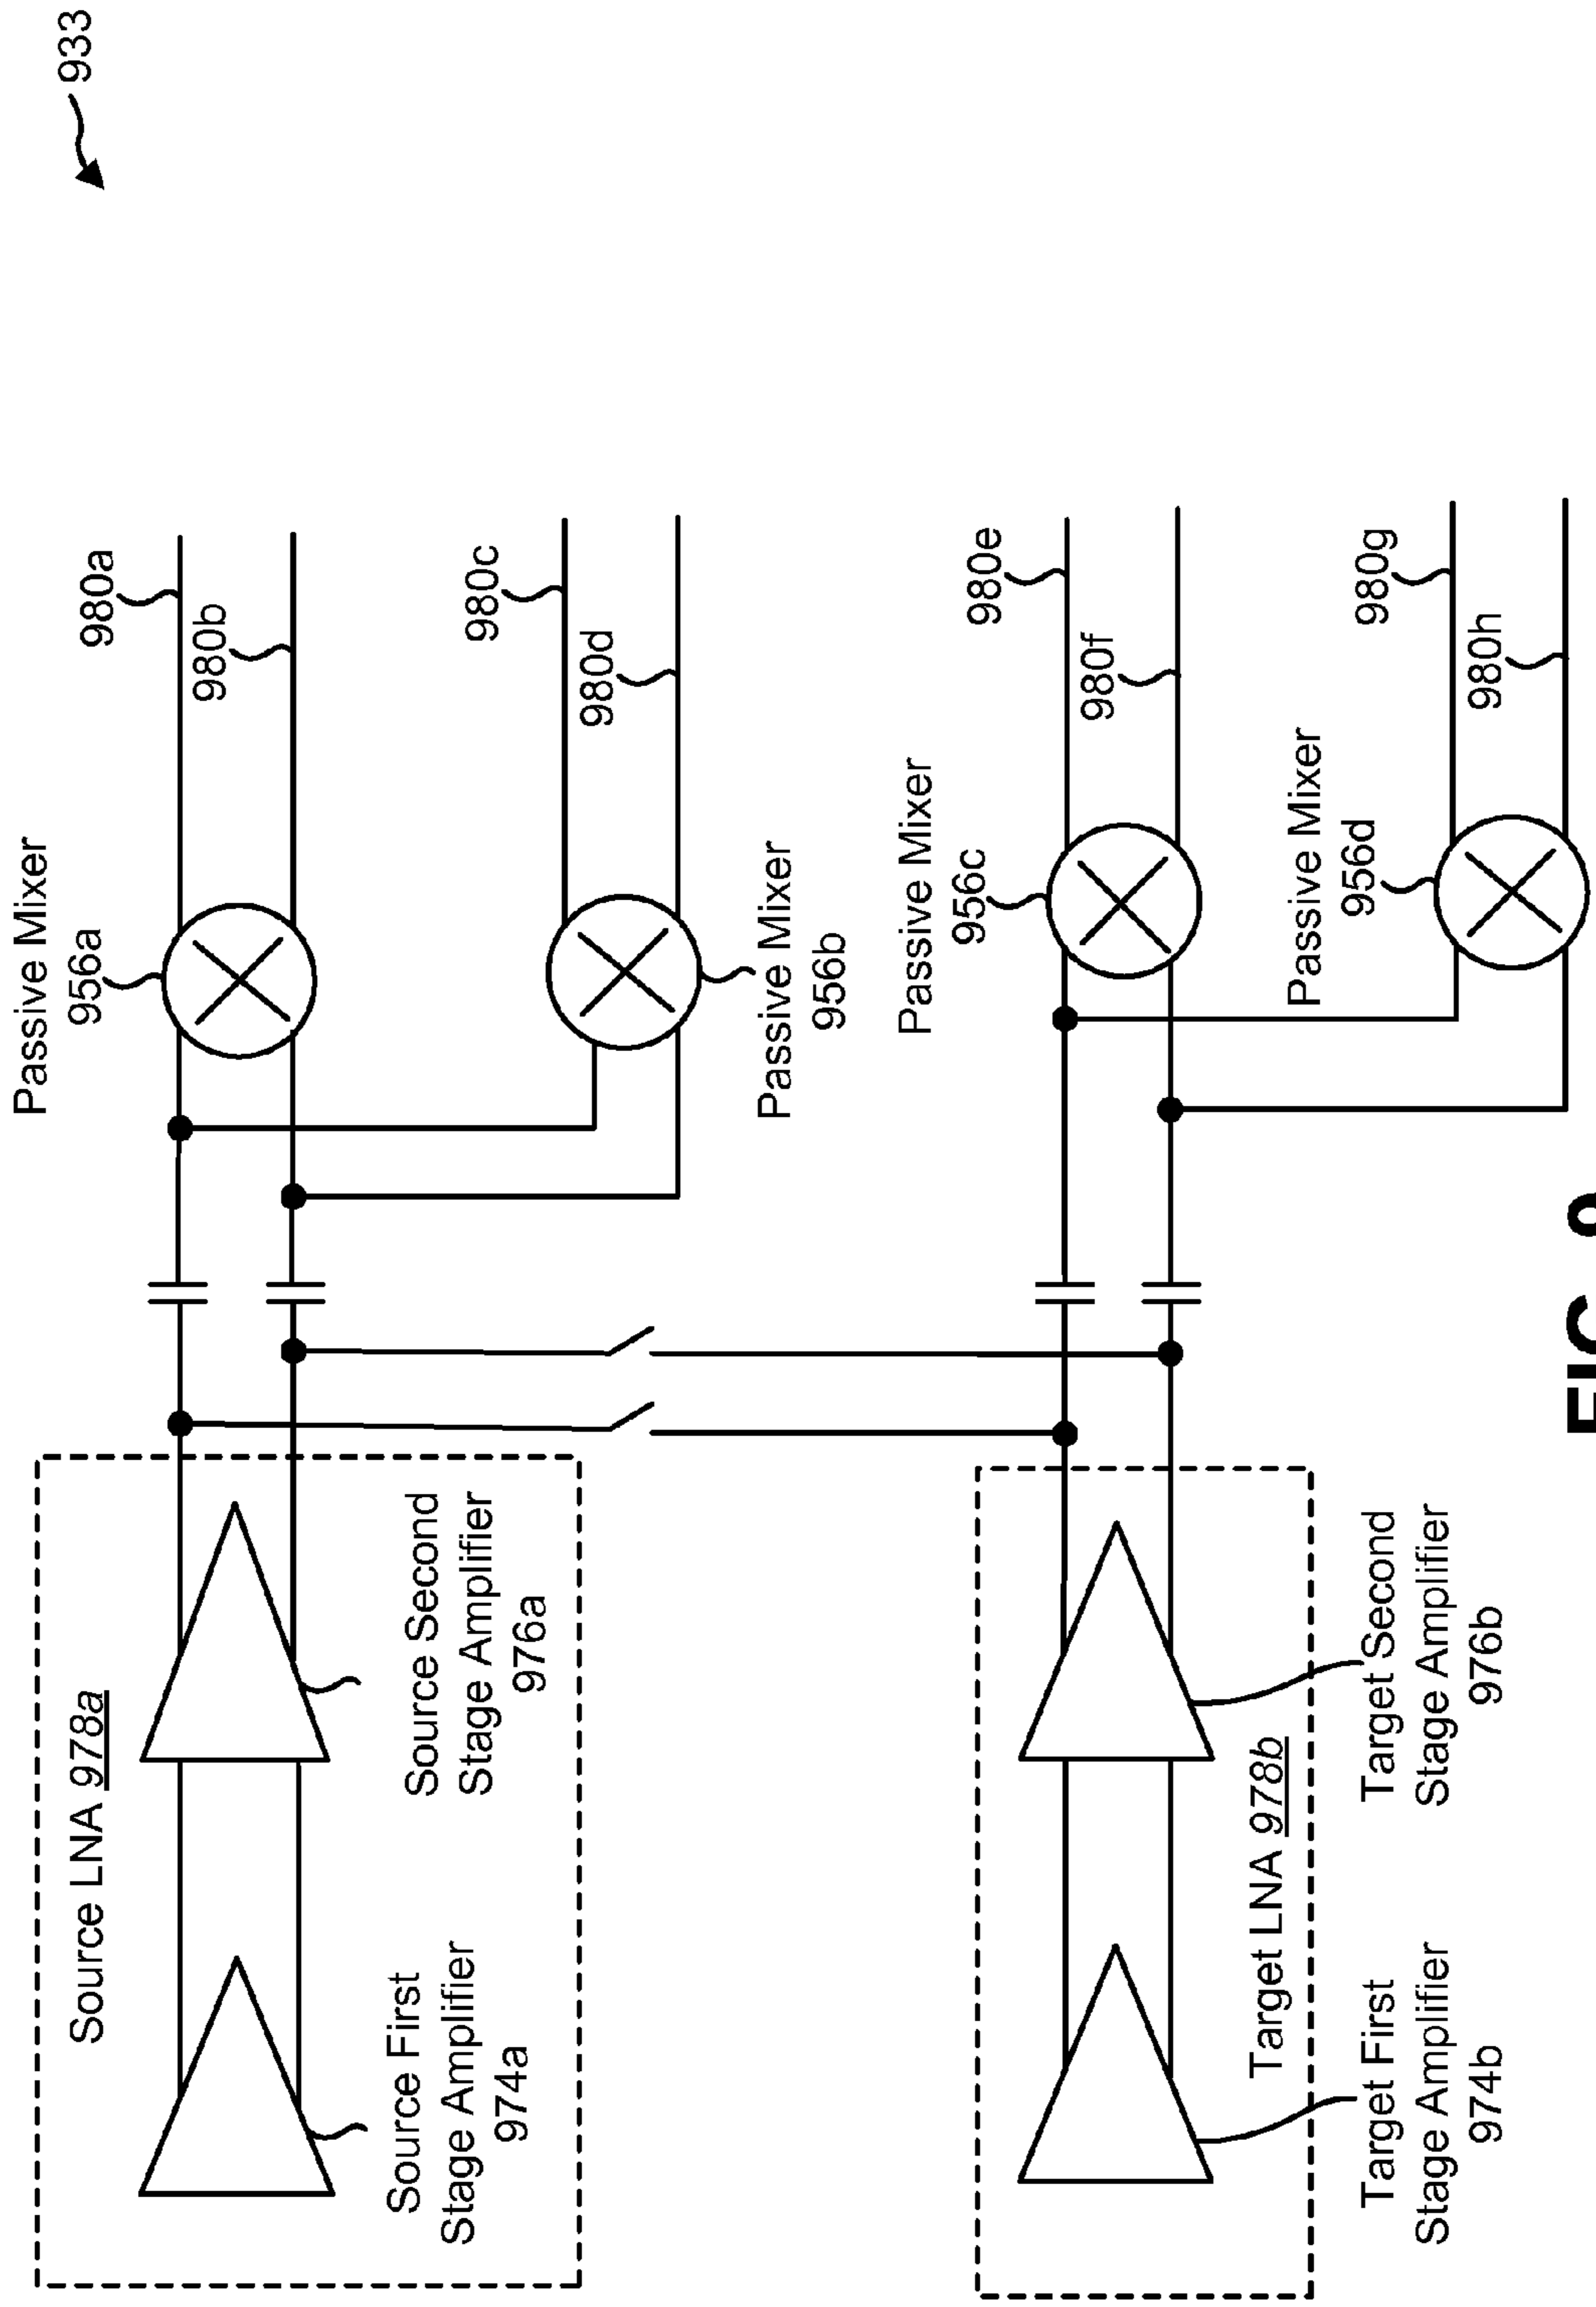 933
Source LNA 978a
Source First
Stage Amplifier
974a
Source Second
Stage Amplifier
976a
Passive Mixer
956a
980a
980b
Passive Mixer
956b
980c
980d
Target LNA 978b
Target First
Stage Amplifier
974b
Target Second
Stage Amplifier
976b
Passive Mixer
956c
980e
980f
Passive Mixer
956d
980g
980h